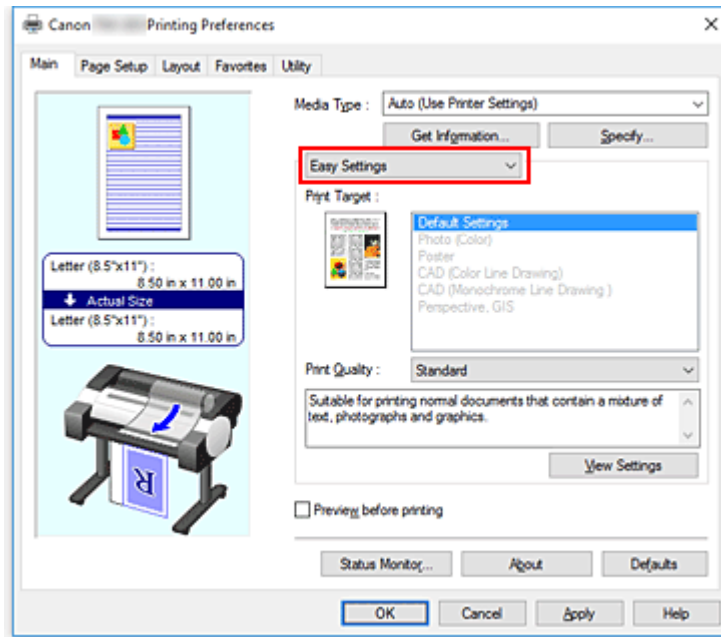 Canon Printing Preferences
Main Page Setup Layout Favorites Utility
Media Type : Auto (Use Printer Settings)
Get Information... Specify...
Easy Settings
Print Target :
Default Settings
Photo (Color)
Poster
CAD (Color Line Drawing)
CAD (Monochrome Line Drawing )
Perspective, GIS
Letter (8.5"x11") :
8.50 in x 11.00 in
Actual Size
Letter (8.5"x11") :
8.50 in x 11.00 in
R
Print Quality : Standard
Suitable for printing normal documents that contain a mixture of
text, photographs and graphics.
View Settings
Preview before printing
Status Monitor... About Defaults
OK Cancel Apply Help